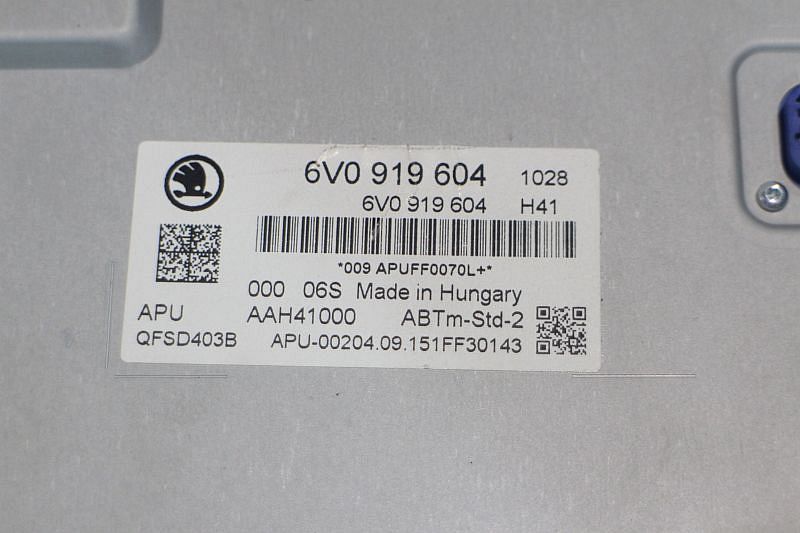 6V0 919 604 1028
6V0 919 604 H41
*009 APUFF0070L+*
000 06S Made in Hungary
APU AAH41000 ABTm-Std-2
QFSD403B APU-00204.09.151FF30143